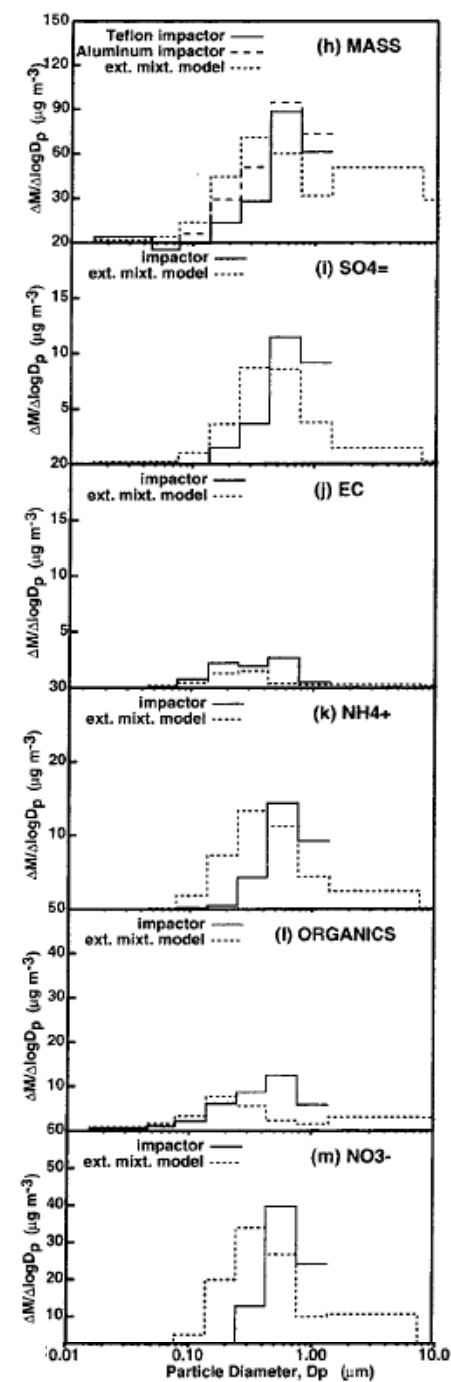 150
Teflon impactor
Aluminum impactor
ext. mixt. model
(h) MASS
120
90
60
30
20
ΔM/ΔlogDp (μg m-3)
impactor
ext. mixt. model
(i) SO4=
15
10
5
20
ΔM/ΔlogDp (μg m-3)
impactor
ext. mixt. model
(j) EC
15
10
5
30
ΔM/ΔlogDp (μg m-3)
impactor
ext. mixt. model
(k) NH4+
20
10
50
ΔM/ΔlogDp (μg m-3)
impactor
ext. mixt. model
(l) ORGANICS
40
30
20
10
60
ΔM/ΔlogDp (μg m-3)
impactor
ext. mixt. model
(m) NO3-
50
40
30
20
10
ΔM/ΔlogDp (μg m-3)
0.01 0.10 1.00 10.0
Particle Diameter, Dp (μm)